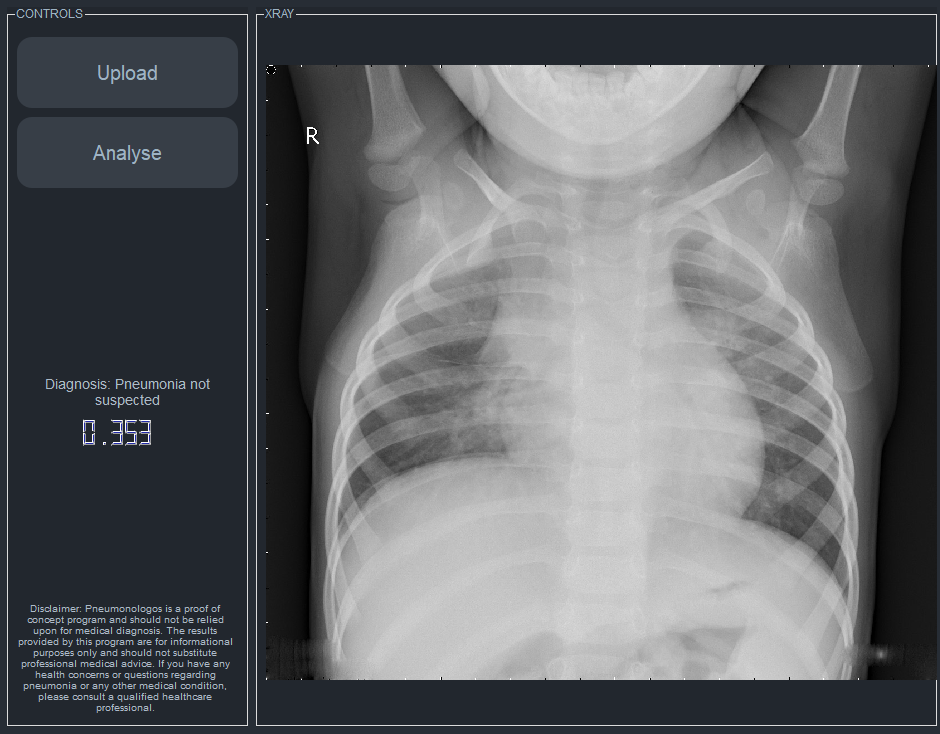 CONTROLS
Upload
Analyse
Diagnosis: Pneumonia not
suspected
0.353
Disclaimer: Pneumonologos is a proof of
concept program and should not be relied
upon for medical diagnosis. The results
provided by this program are for informational
purposes only and should not substitute
professional medical advice. If you have any
health concerns or questions regarding
pneumonia or any other medical condition,
please consult a qualified healthcare
professional.
XRAY
R